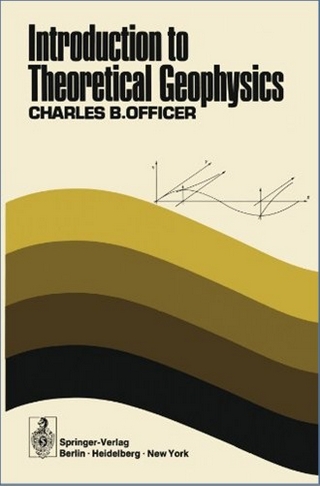 Introduction to
Theoretical Geophysics
CHARLES B.OFFICER
Springer-Verlag
Berlin · Heidelberg · New York